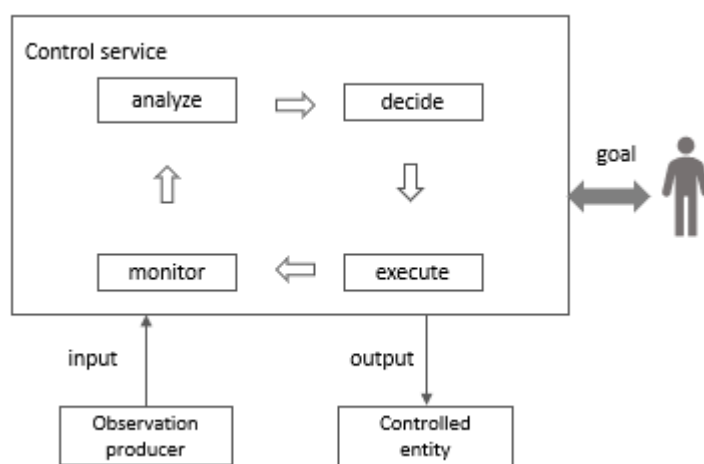 Control service
analyze
decide
goal
monitor
execute
input
output
Observation
producer
Controlled
entity